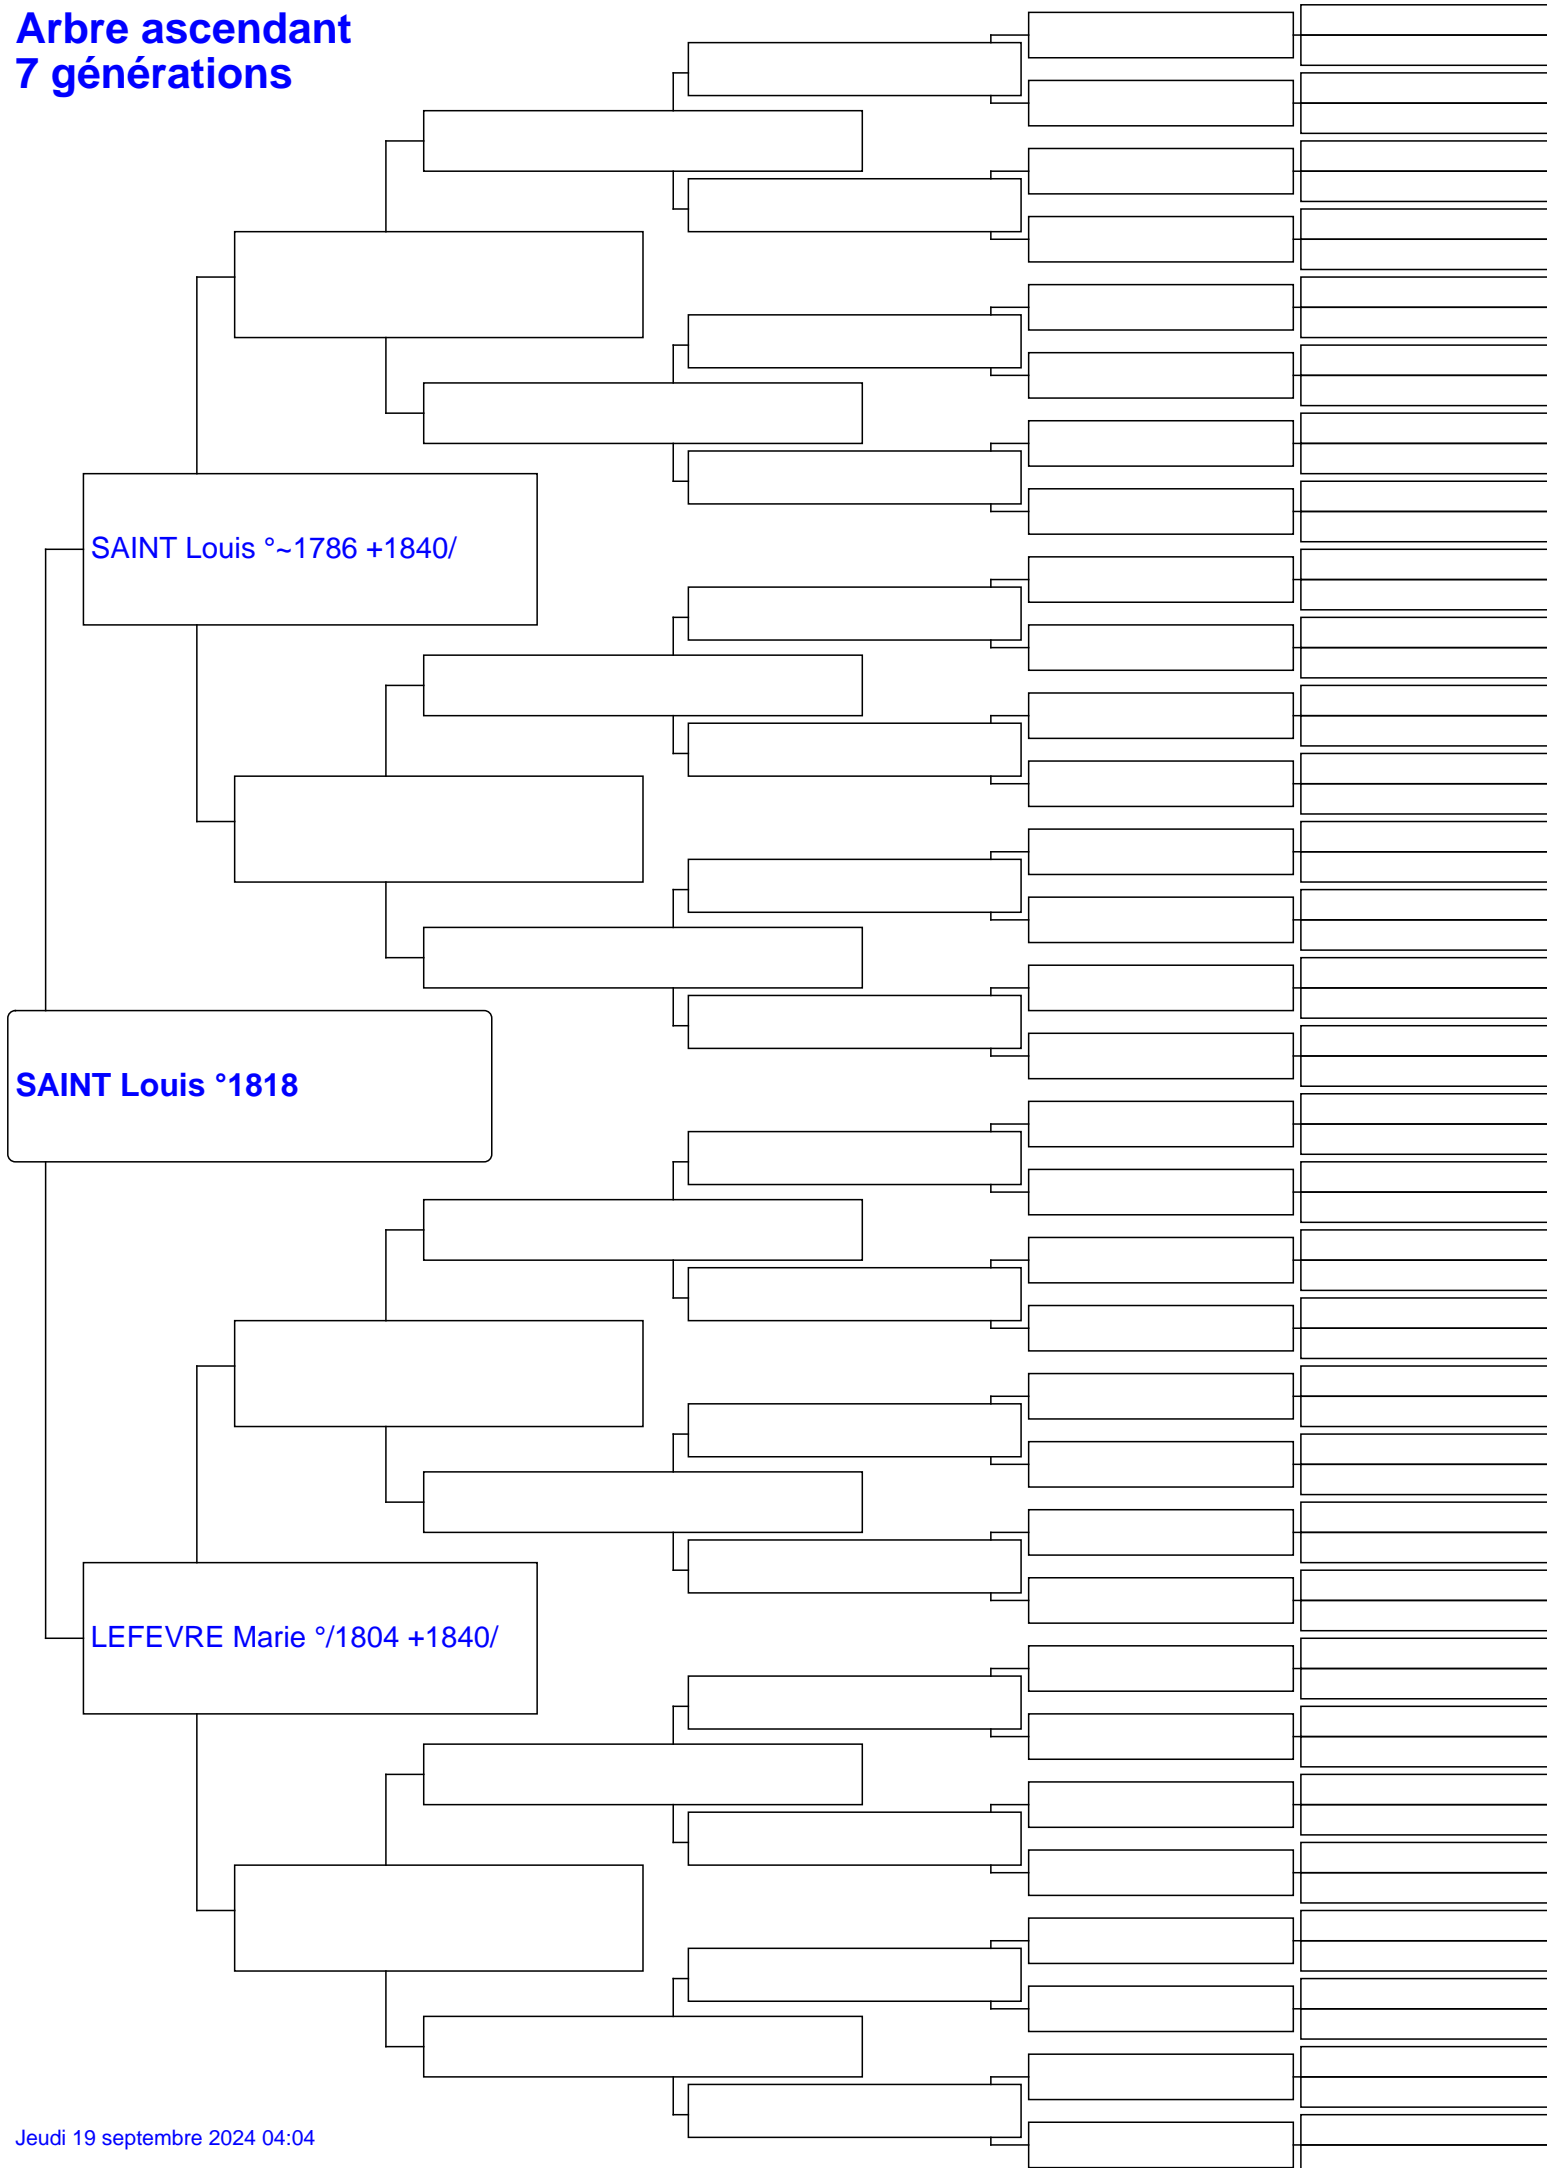 Arbre ascendant
7 générations
SAINT Louis °~1786 +1840/
SAINT Louis °1818
LEFEVRE Marie °/1804 +1840/
Jeudi 19 septembre 2024 04:04